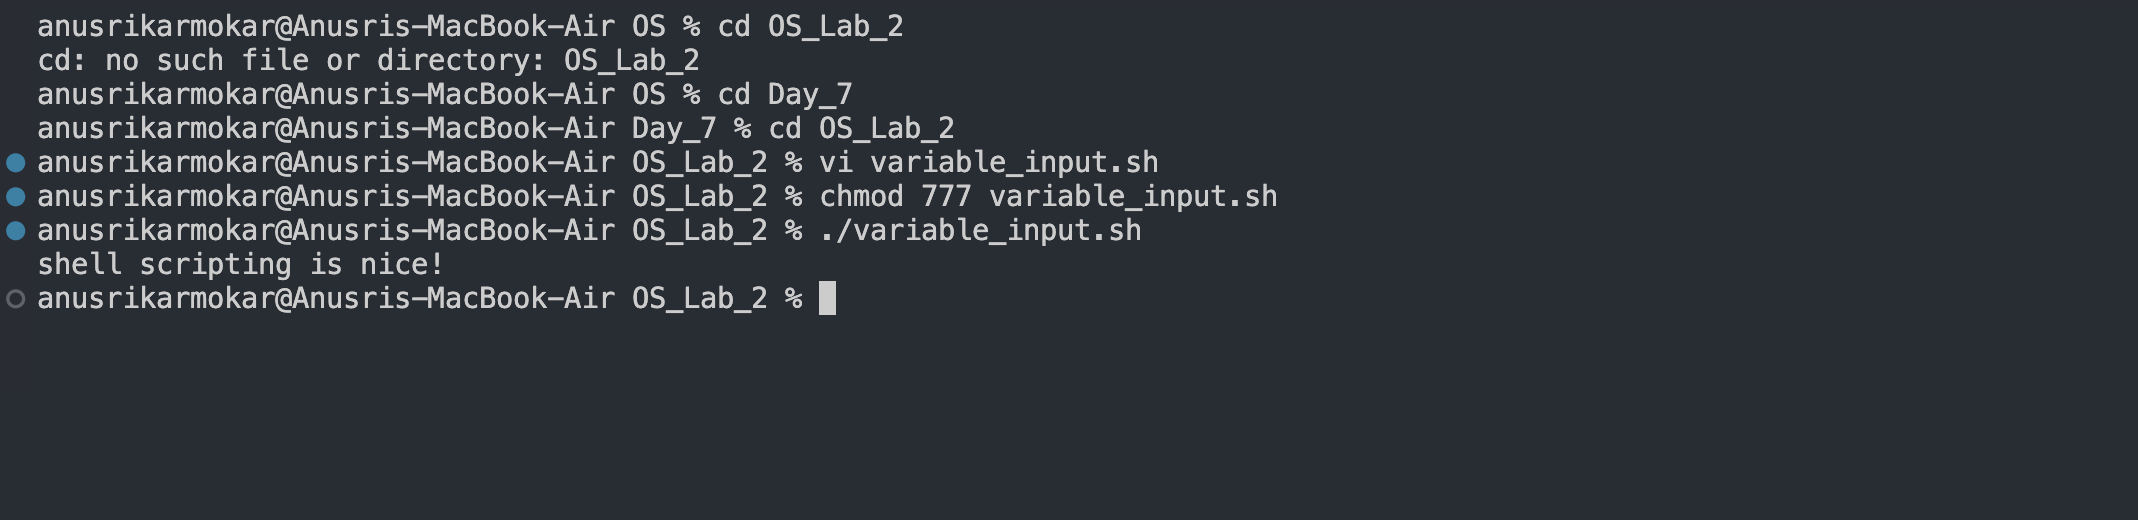 anusrikarmokar@Anusris-MacBook-Air OS % cd OS_Lab_2
cd: no such file or directory: OS_Lab_2
anusrikarmokar@Anusris-MacBook-Air OS % cd Day_7
anusrikarmokar@Anusris-MacBook-Air Day_7 % cd OS_Lab_2
anusrikarmokar@Anusris-MacBook-Air OS_Lab_2 % vi variable_input.sh
anusrikarmokar@Anusris-MacBook-Air OS_Lab_2 % chmod 777 variable_input.sh
anusrikarmokar@Anusris-MacBook-Air OS_Lab_2 % ./variable_input.sh
shell scripting is nice!
anusrikarmokar@Anusris-MacBook-Air OS_Lab_2 %